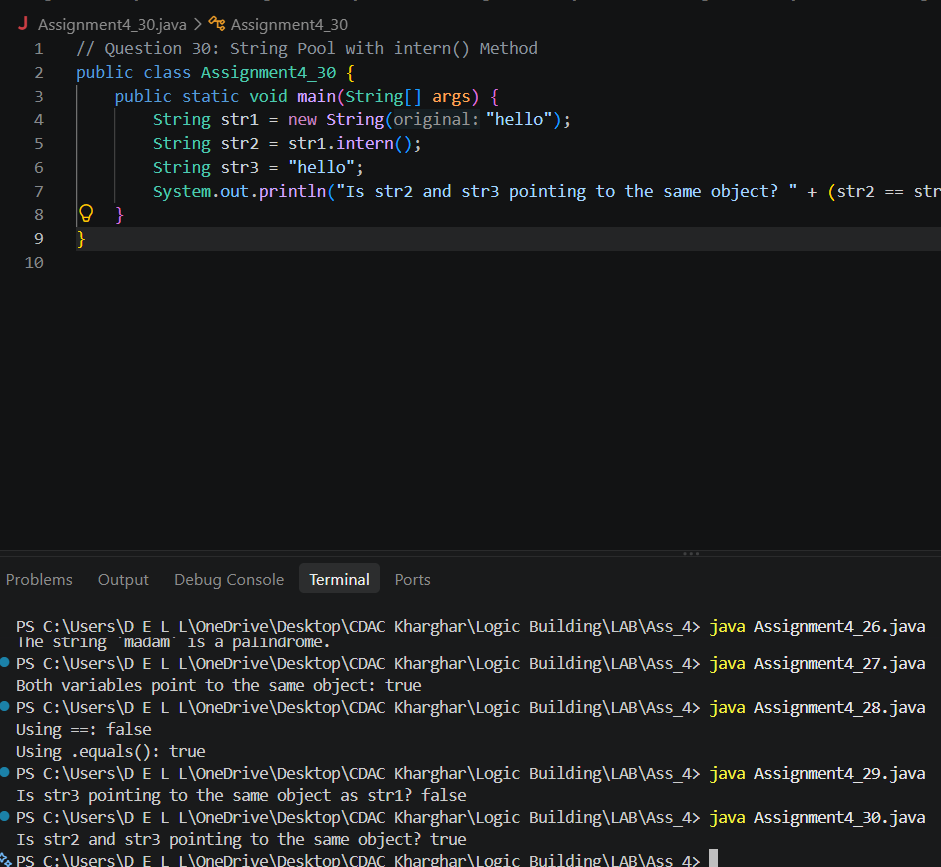 Assignment4_30.java > Assignment4_30
1 // Question 30: String Pool with intern() Method
2 public class Assignment4_30 {
3 public static void main(String[] args) {
4 String str1 = new String(original: "hello");
5 String str2 = str1.intern();
6 String str3 = "hello";
7 System.out.println("Is str2 and str3 pointing to the same object? " + (str2 == str
8 }
9 }
10
Problems Output Debug Console Terminal Ports
PS C:\Users\D E L L\OneDrive\Desktop\CDAC Kharghar\Logic Building\LAB\Ass_4> java Assignment4_26.java
The string `madam` is a palindrome.
PS C:\Users\D E L L\OneDrive\Desktop\CDAC Kharghar\Logic Building\LAB\Ass_4> java Assignment4_27.java
Both variables point to the same object: true
PS C:\Users\D E L L\OneDrive\Desktop\CDAC Kharghar\Logic Building\LAB\Ass_4> java Assignment4_28.java
Using ==: false
Using .equals(): true
PS C:\Users\D E L L\OneDrive\Desktop\CDAC Kharghar\Logic Building\LAB\Ass_4> java Assignment4_29.java
Is str3 pointing to the same object as str1? false
PS C:\Users\D E L L\OneDrive\Desktop\CDAC Kharghar\Logic Building\LAB\Ass_4> java Assignment4_30.java
Is str2 and str3 pointing to the same object? true
PS C:\Users\D E L L\OneDrive\Desktop\CDAC Kharghar\Logic Building\LAB\Ass_4>